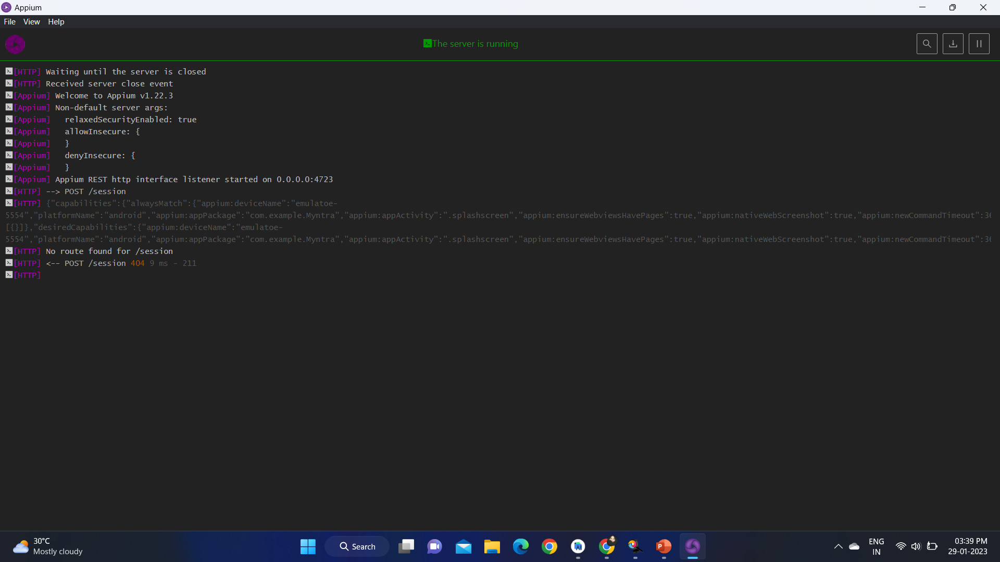 Appium
File View Help
The server is running
[HTTP] Waiting until the server is closed
[HTTP] Received server close event
[Appium] Welcome to Appium v1.22.3
[Appium] Non-default server args:
[Appium] relaxedSecurityEnabled: true
[Appium] allowInsecure: {
[Appium] }
[Appium] denyInsecure: {
[Appium] }
[Appium] Appium REST http interface listener started on 0.0.0.0:4723
[HTTP] --> POST /session
[HTTP] {"capabilities":{"alwaysMatch":{"appium:deviceName":"emulatoe-
5554","platformName":"android","appium:appPackage":"com.example.Myntra","appium:appActivity":".splashscreen","appium:ensureWebviewsHavePages":true,"appium:nativeWebScreenshot":true,"appium:newCommandTimeout":36
[{}]},"desiredCapabilities":{"appium:deviceName":"emulatoe-
5554","platformName":"android","appium:appPackage":"com.example.Myntra","appium:appActivity":".splashscreen","appium:ensureWebviewsHavePages":true,"appium:nativeWebScreenshot":true,"appium:newCommandTimeout":36
[HTTP] No route found for /session
[HTTP] <-- POST /session 404 9 ms - 211
[HTTP]
30°C
Mostly cloudy
Search
ENG
IN
03:39 PM
29-01-2023